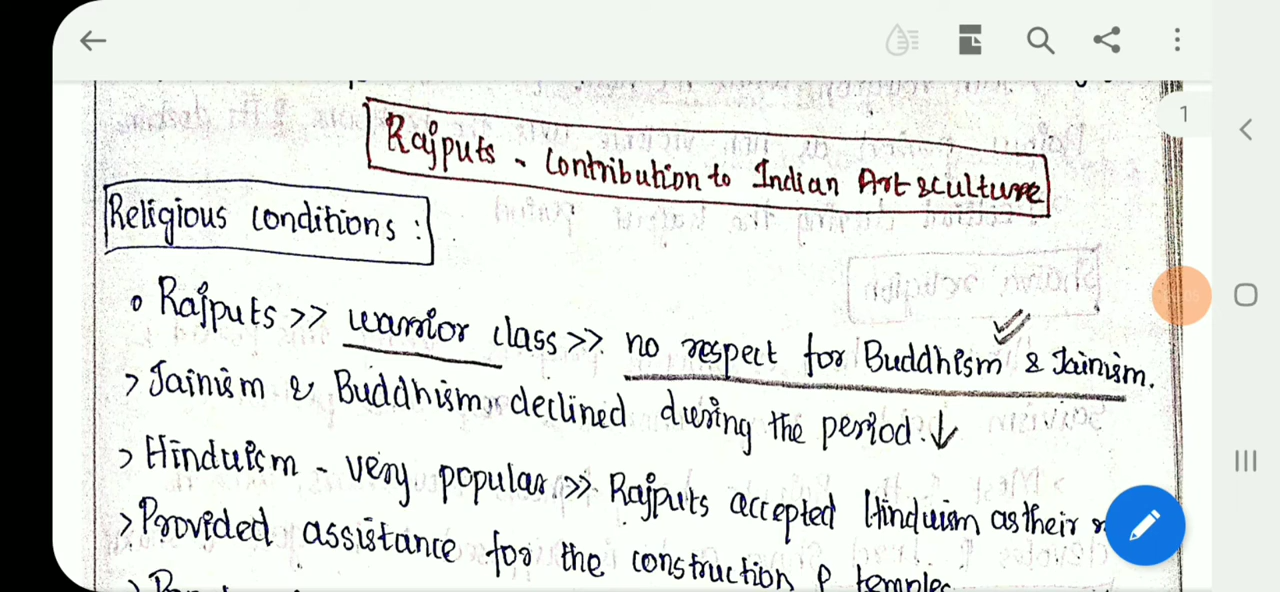 1
Rajputs - Contribution to Indian Art & culture
Religious conditions :
Rajputs >> warrior class >> no respect for Buddhism & Jainism.
> Jainism & Buddhism, declined during the period. ↓
> Hinduism - very popular >> Rajputs accepted Hinduism as their
> Provided assistance for the construction of temples